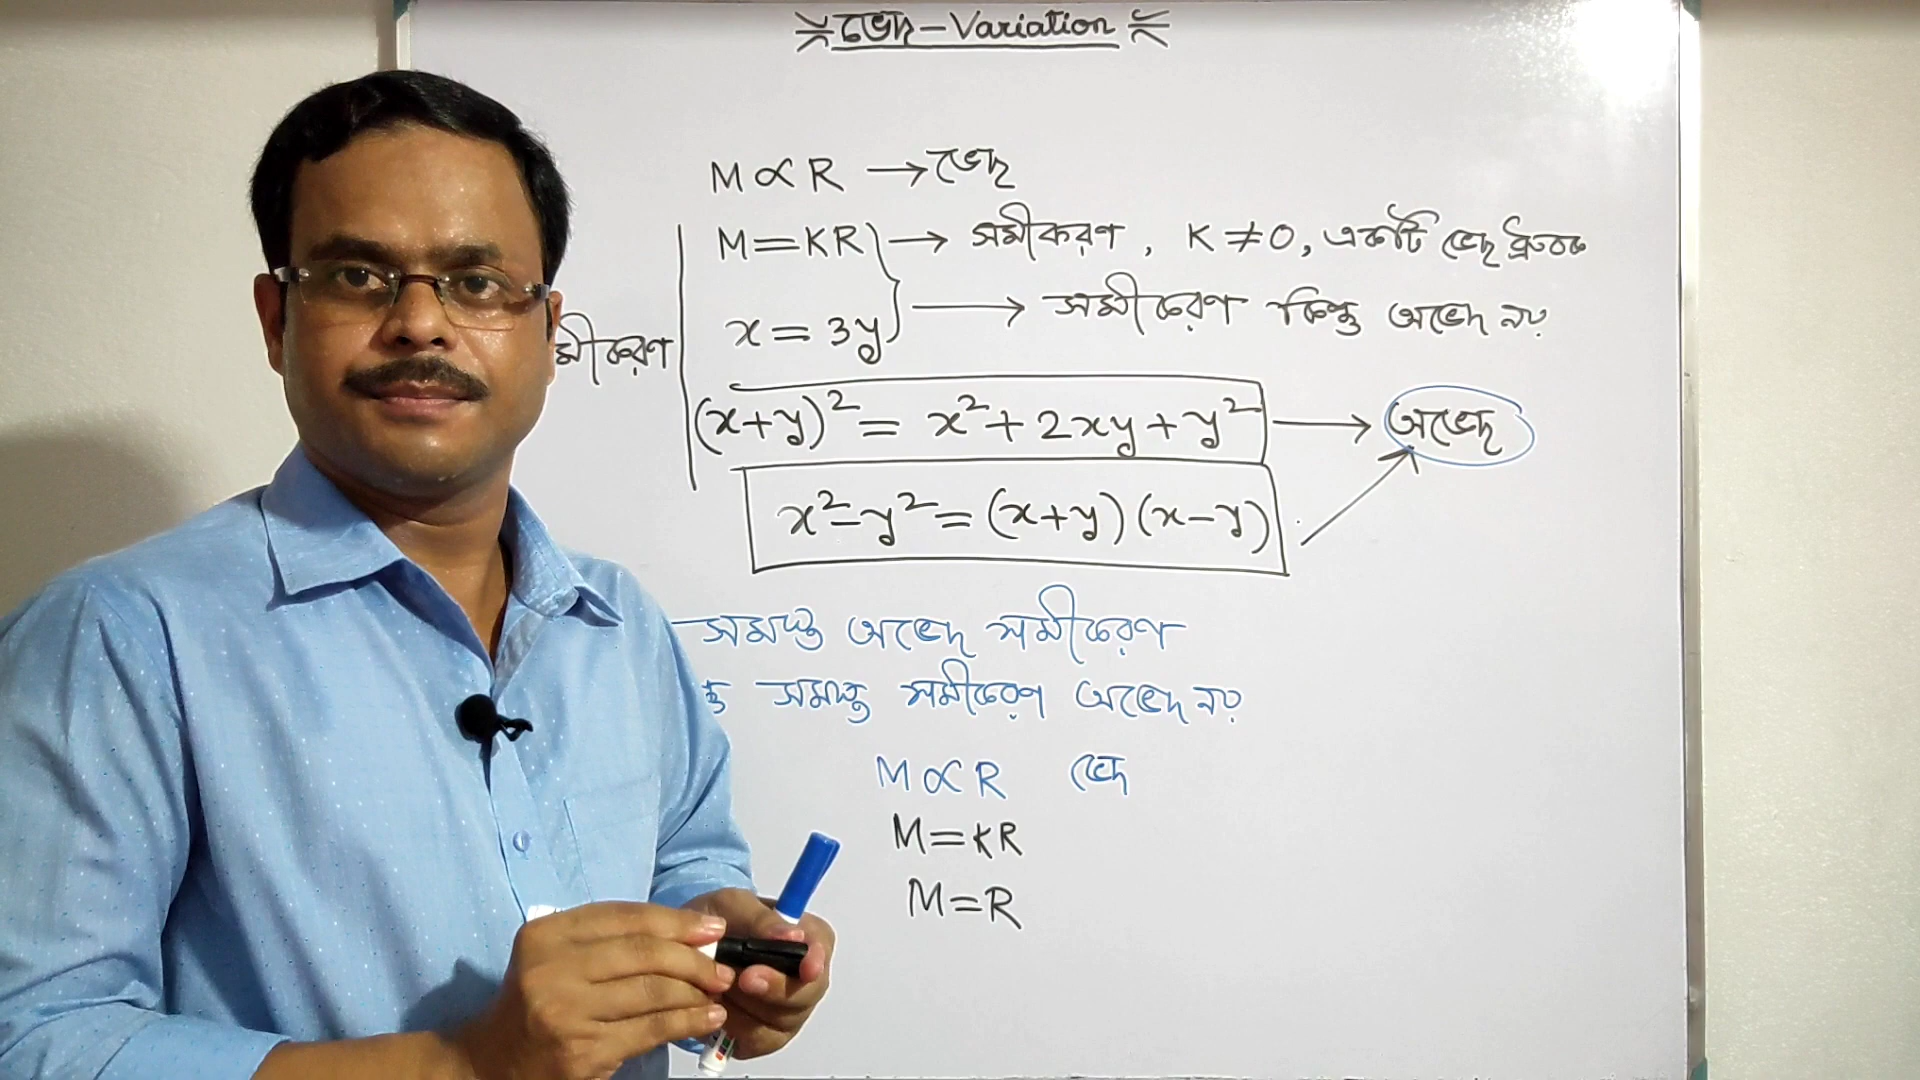 ভেদ - Variation
M ∝ R → ভেদ
M = KR → সমীকরণ, K ≠ 0, একটি ভেদ ধ্রুবক
x = 3y → সমীকরণ কিন্তু অভেদ নয়
মীকরণ
(x+y)² = x² + 2xy + y² → অভেদ
x² - y² = (x+y)(x-y)
সমস্ত অভেদ সমীকরণ
সমস্ত সমীকরণ অভেদ নয়
M ∝ R ভেদ
M = KR
M = R